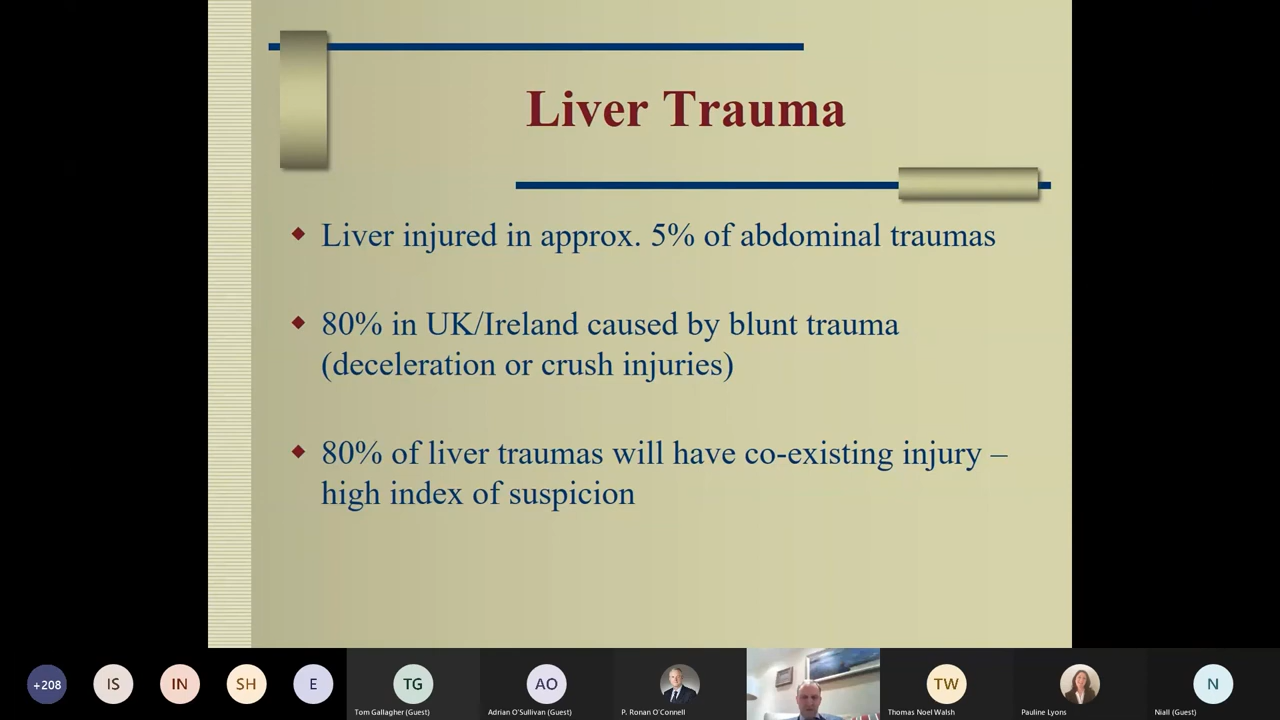 Liver Trauma
Liver injured in approx. 5% of abdominal traumas
80% in UK/Ireland caused by blunt trauma
(deceleration or crush injuries)
80% of liver traumas will have co-existing injury –
high index of suspicion
+208
IS
IN
SH
E
TG
AO
TW
N
Tom Gallagher (Guest)
Adrian O'Sullivan (Guest)
P. Ronan O'Connell
Thomas Noel Walsh
Pauline Lyons
Niall (Guest)